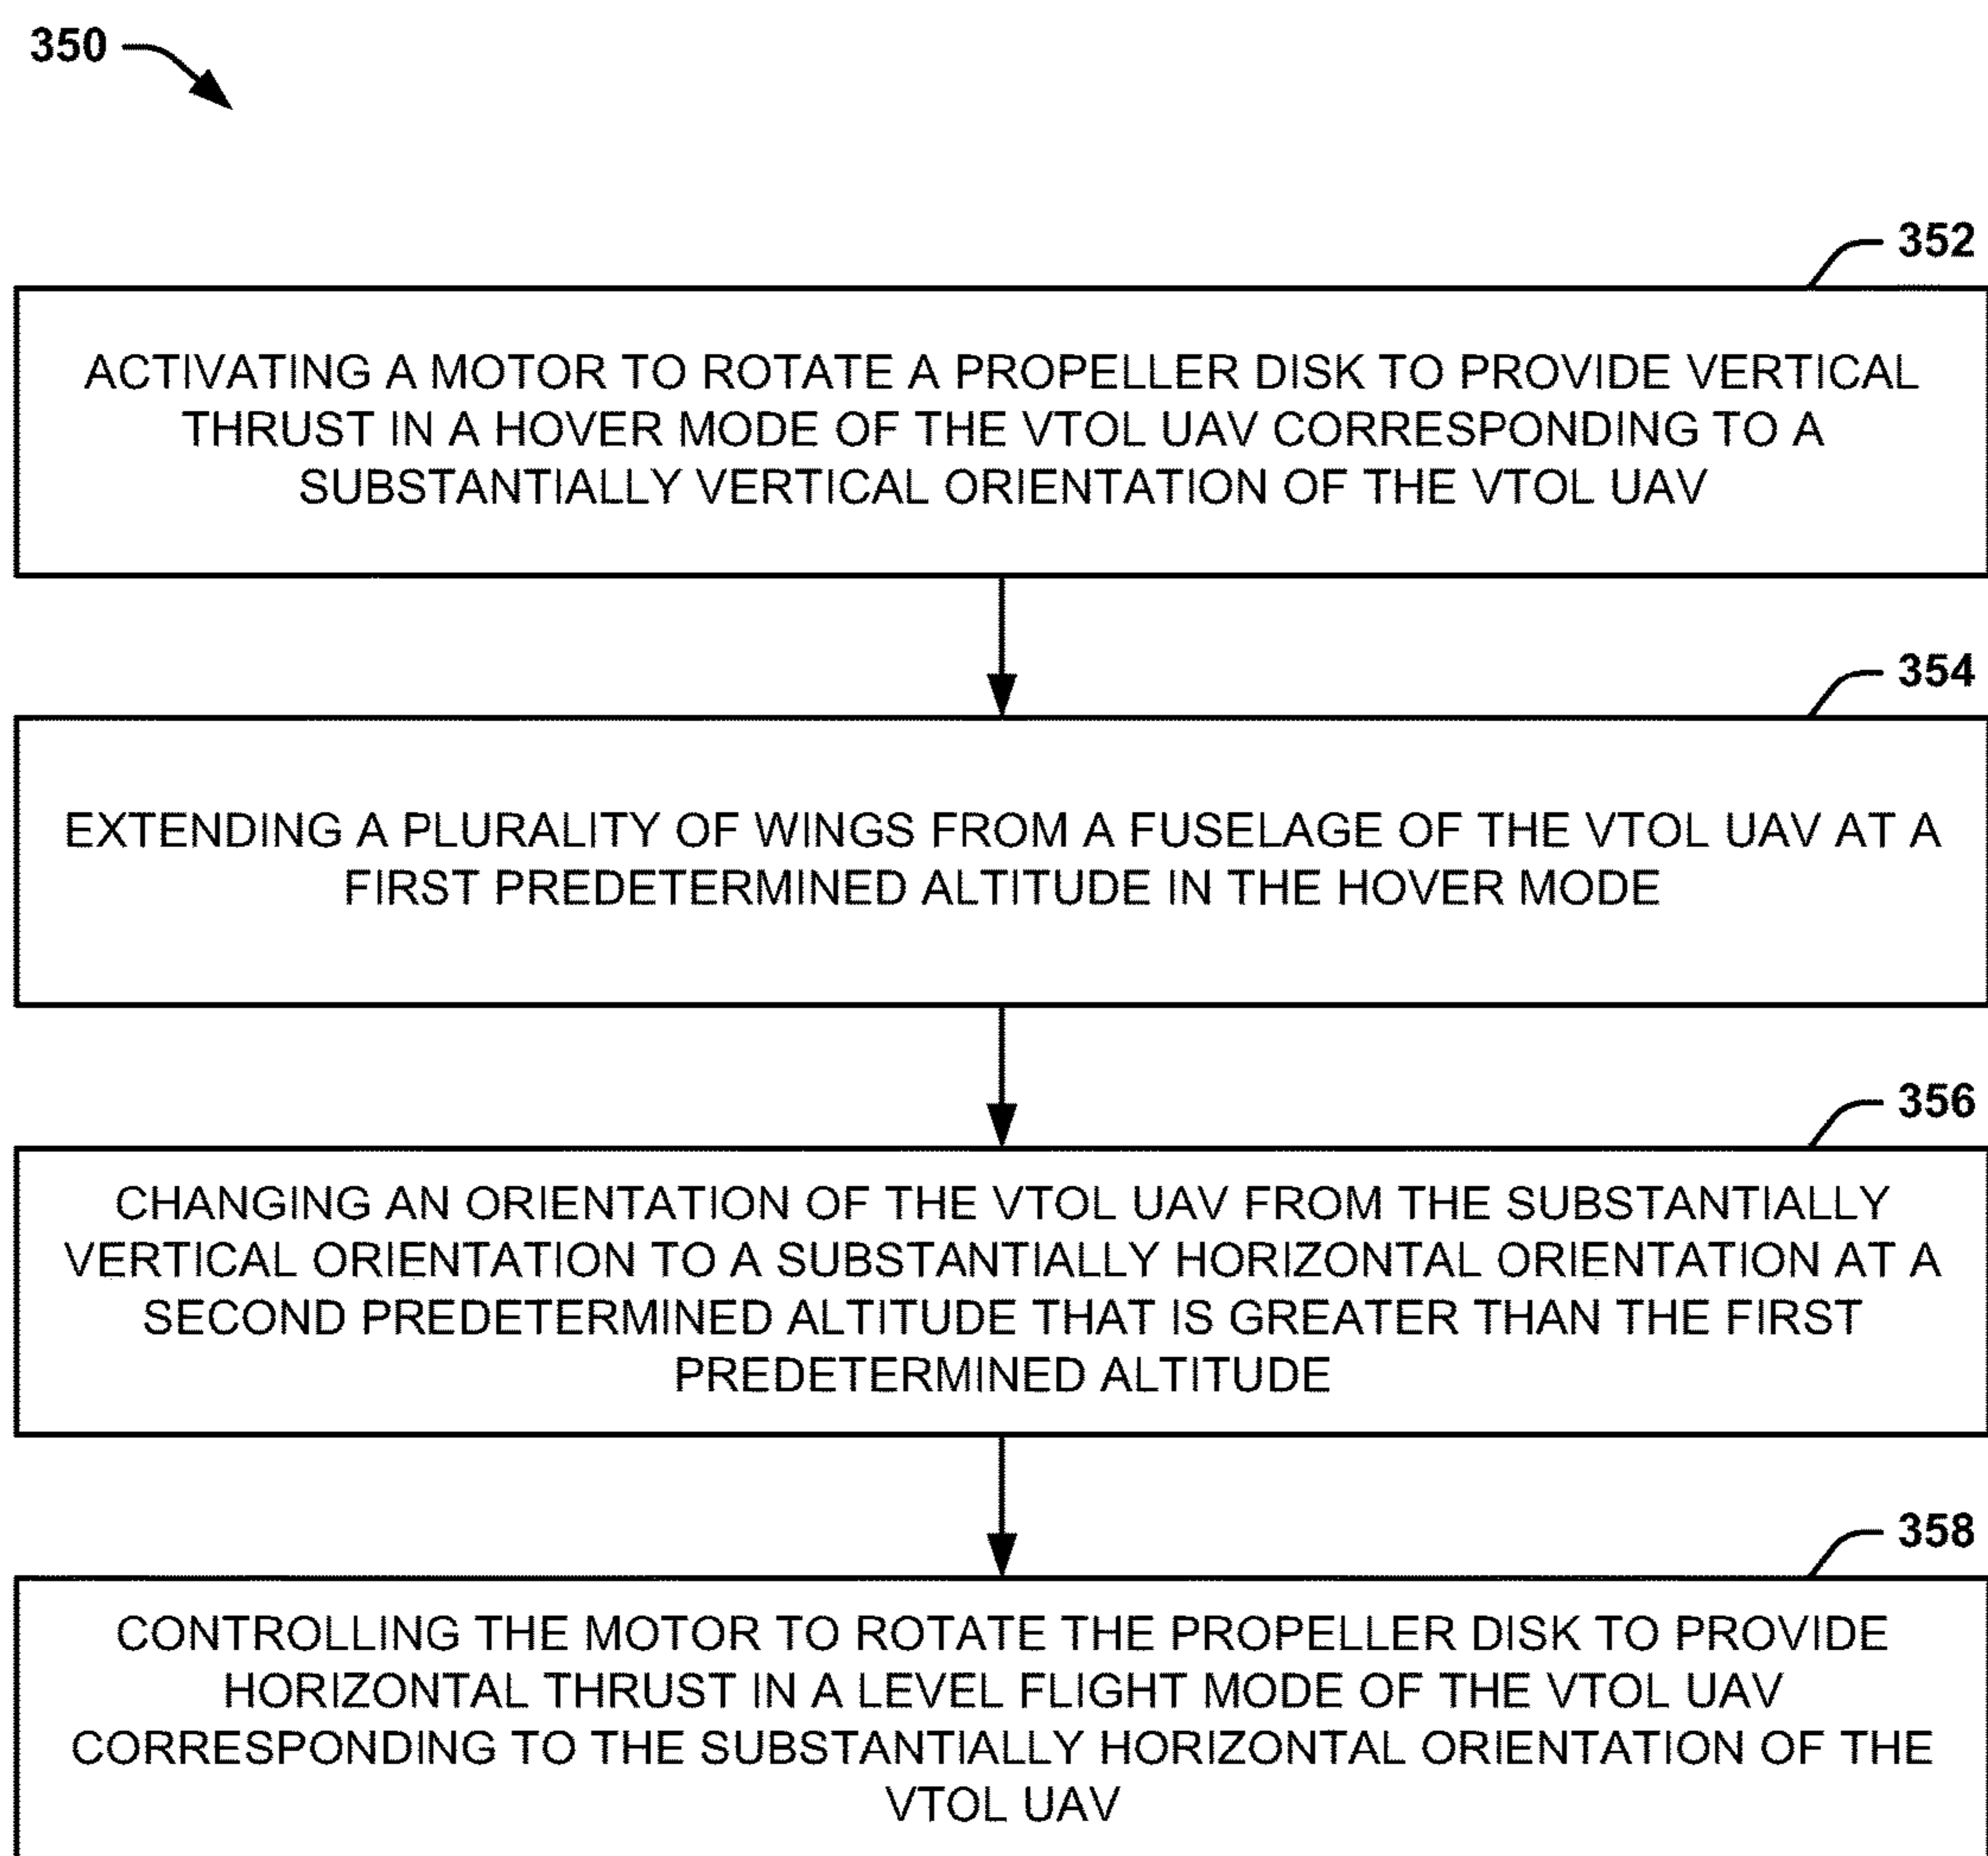 350
352
ACTIVATING A MOTOR TO ROTATE A PROPELLER DISK TO PROVIDE VERTICAL
THRUST IN A HOVER MODE OF THE VTOL UAV CORRESPONDING TO A
SUBSTANTIALLY VERTICAL ORIENTATION OF THE VTOL UAV
354
EXTENDING A PLURALITY OF WINGS FROM A FUSELAGE OF THE VTOL UAV AT A
FIRST PREDETERMINED ALTITUDE IN THE HOVER MODE
356
CHANGING AN ORIENTATION OF THE VTOL UAV FROM THE SUBSTANTIALLY
VERTICAL ORIENTATION TO A SUBSTANTIALLY HORIZONTAL ORIENTATION AT A
SECOND PREDETERMINED ALTITUDE THAT IS GREATER THAN THE FIRST
PREDETERMINED ALTITUDE
358
CONTROLLING THE MOTOR TO ROTATE THE PROPELLER DISK TO PROVIDE
HORIZONTAL THRUST IN A LEVEL FLIGHT MODE OF THE VTOL UAV
CORRESPONDING TO THE SUBSTANTIALLY HORIZONTAL ORIENTATION OF THE
VTOL UAV